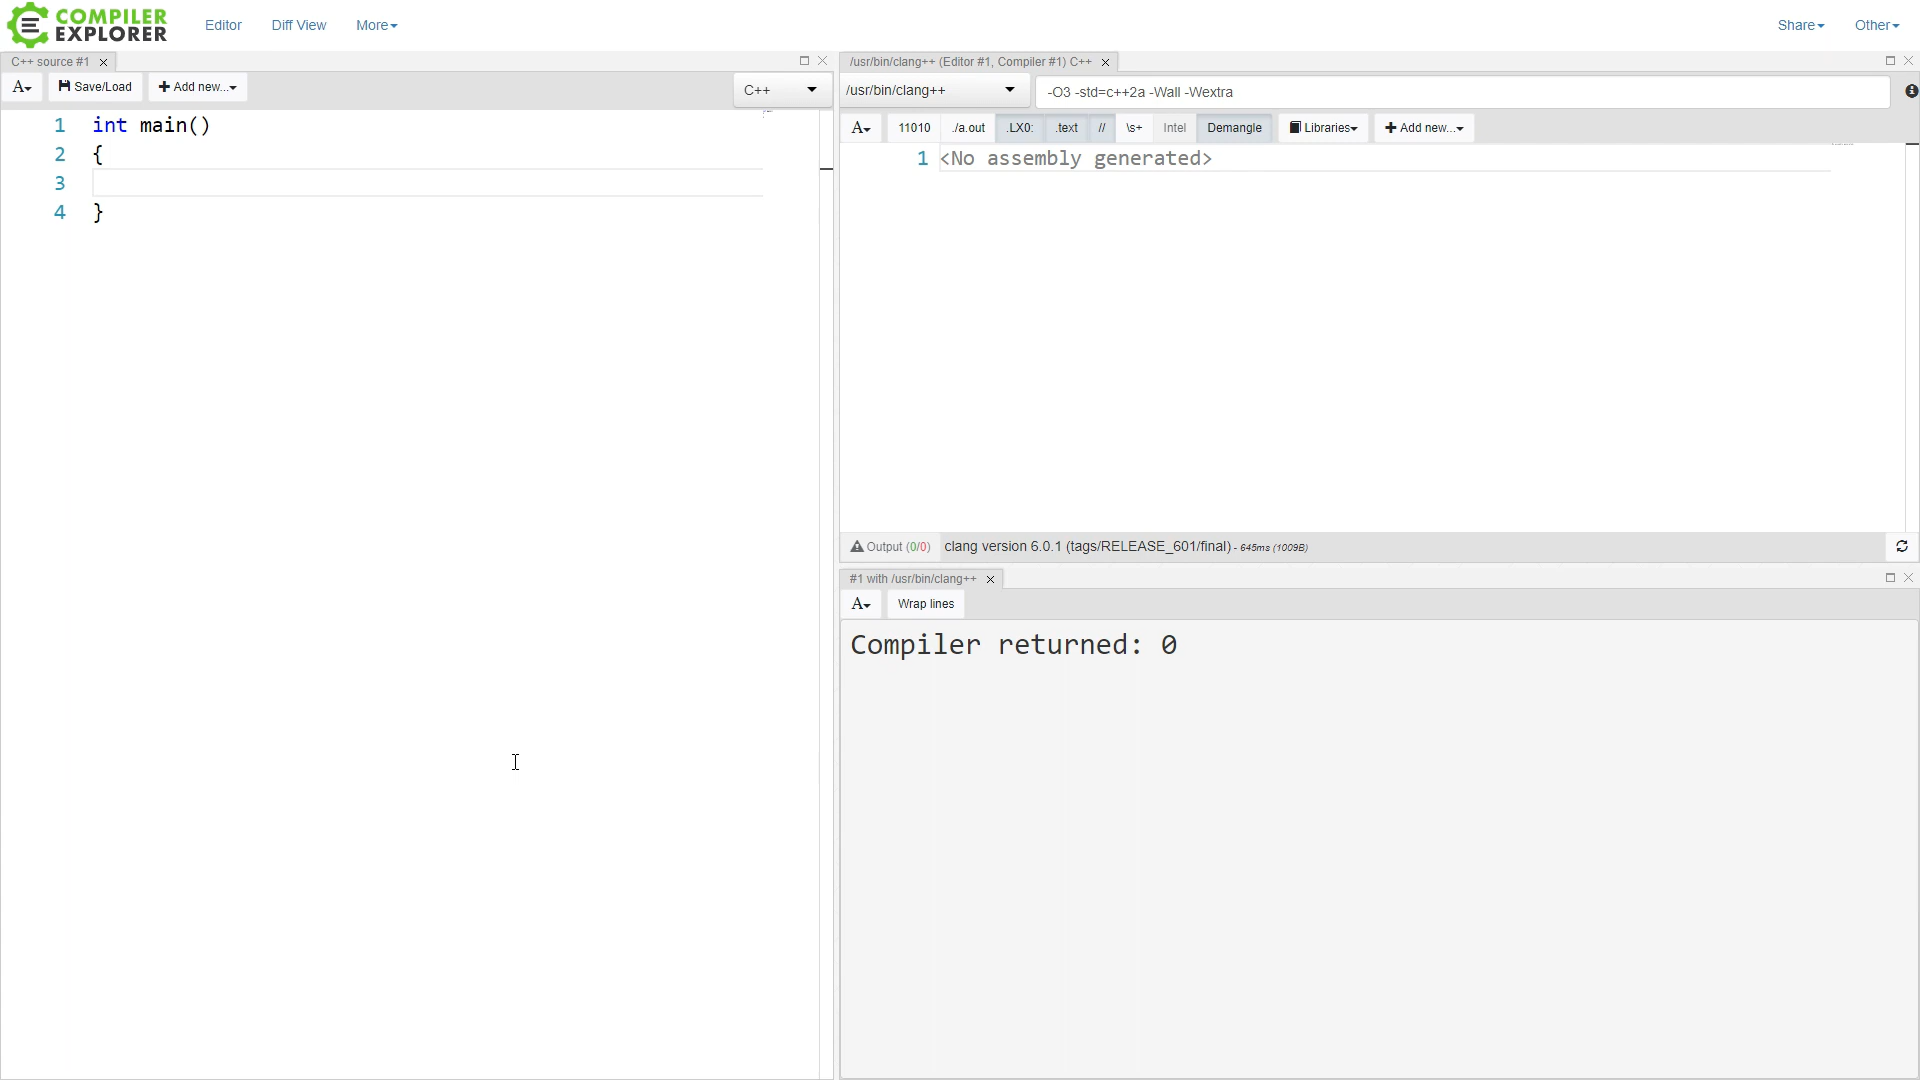 COMPILER
EXPLORER
Editor
Diff View
More
Share
Other
C++ source #1
A
Save/Load
Add new...
C++
1 int main()
2 {
3
4 }
/usr/bin/clang++ (Editor #1, Compiler #1) C++
/usr/bin/clang++
-O3 -std=c++2a -Wall -Wextra
A
11010
./a.out
.LX0:
.text
//
\s+
Intel
Demangle
Libraries
Add new...
1 <No assembly generated>
Output (0/0)
clang version 6.0.1 (tags/RELEASE_601/final) - 645ms (1009B)
#1 with /usr/bin/clang++
A
Wrap lines
Compiler returned: 0